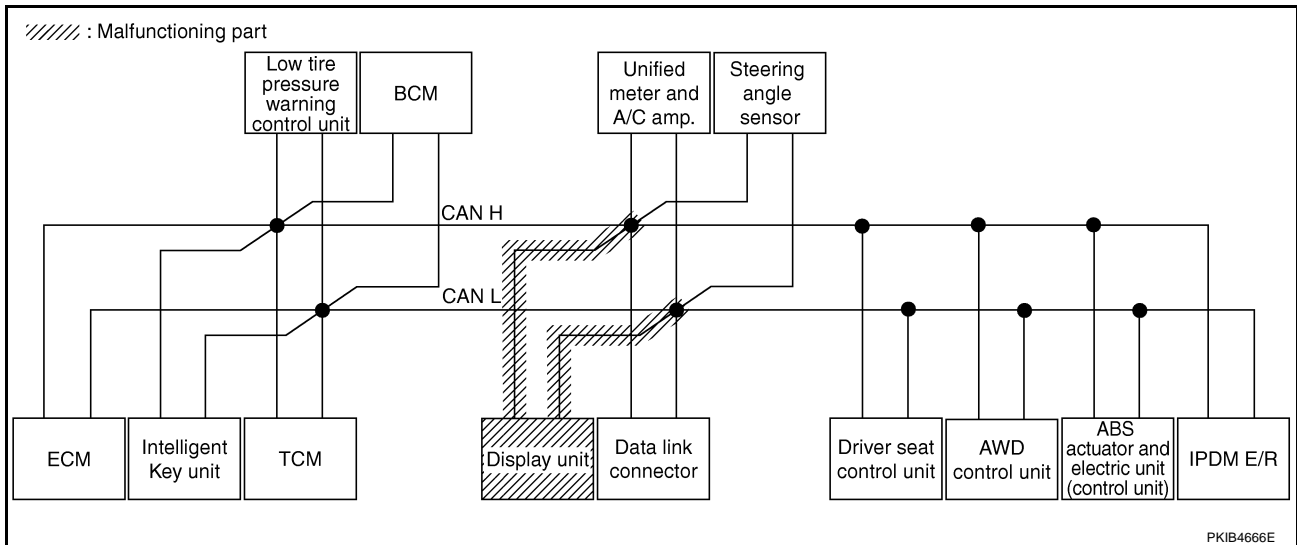 : Malfunctioning part
Low tire
pressure
warning
control unit
BCM
Unified
meter and
A/C amp.
Steering
angle
sensor
CAN H
CAN L
ECM
Intelligent
Key unit
TCM
Display unit
Data link
connector
Driver seat
control unit
AWD
control unit
ABS
actuator and
electric unit
(control unit)
IPDM E/R
PKIB4666E